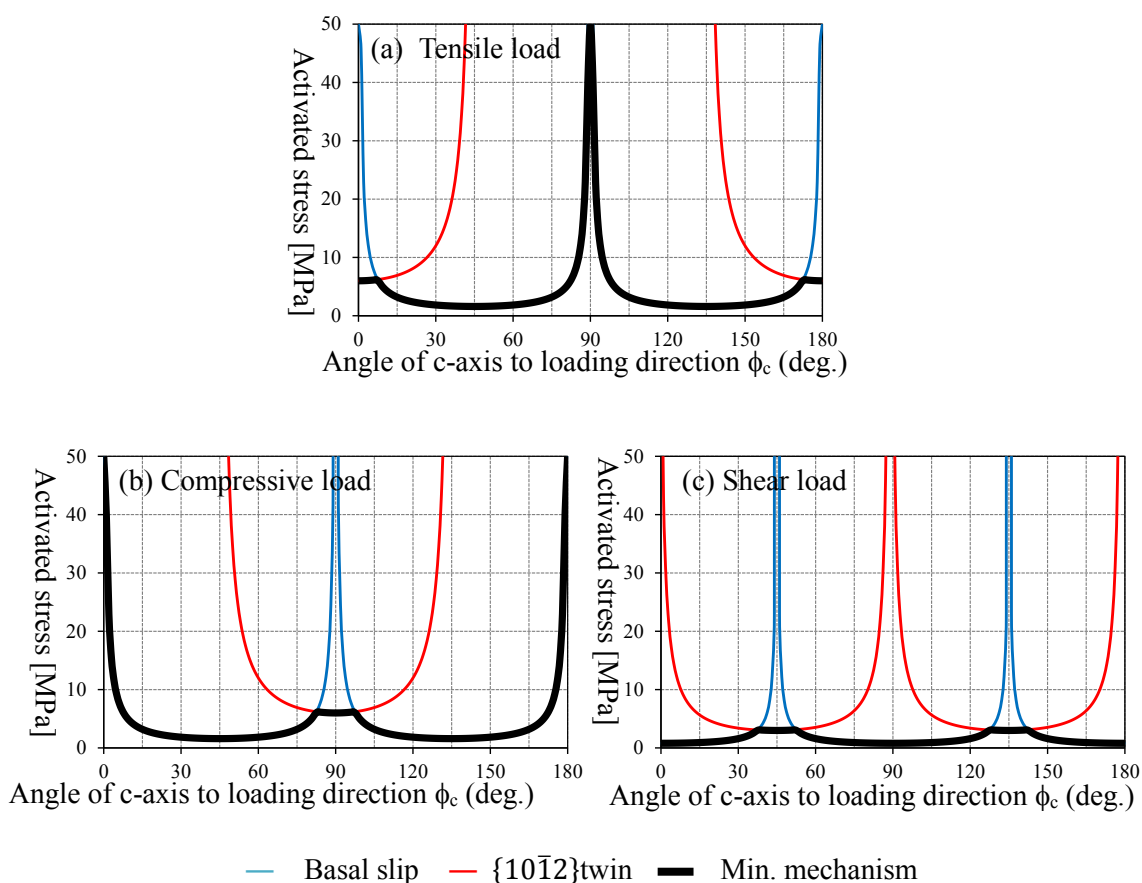 (a) Tensile load
Activated stress [MPa]
50
40
30
20
10
0
0 30 60 90 120 150 180
Angle of c-axis to loading direction ϕc (deg.)
(b) Compressive load
Activated stress [MPa]
50
40
30
20
10
0
0 30 60 90 120 150 180
Angle of c-axis to loading direction ϕc (deg.)
(c) Shear load
Activated stress [MPa]
50
40
30
20
10
0
0 30 60 90 120 150 180
Angle of c-axis to loading direction ϕc (deg.)
Basal slip {101̅2}twin Min. mechanism